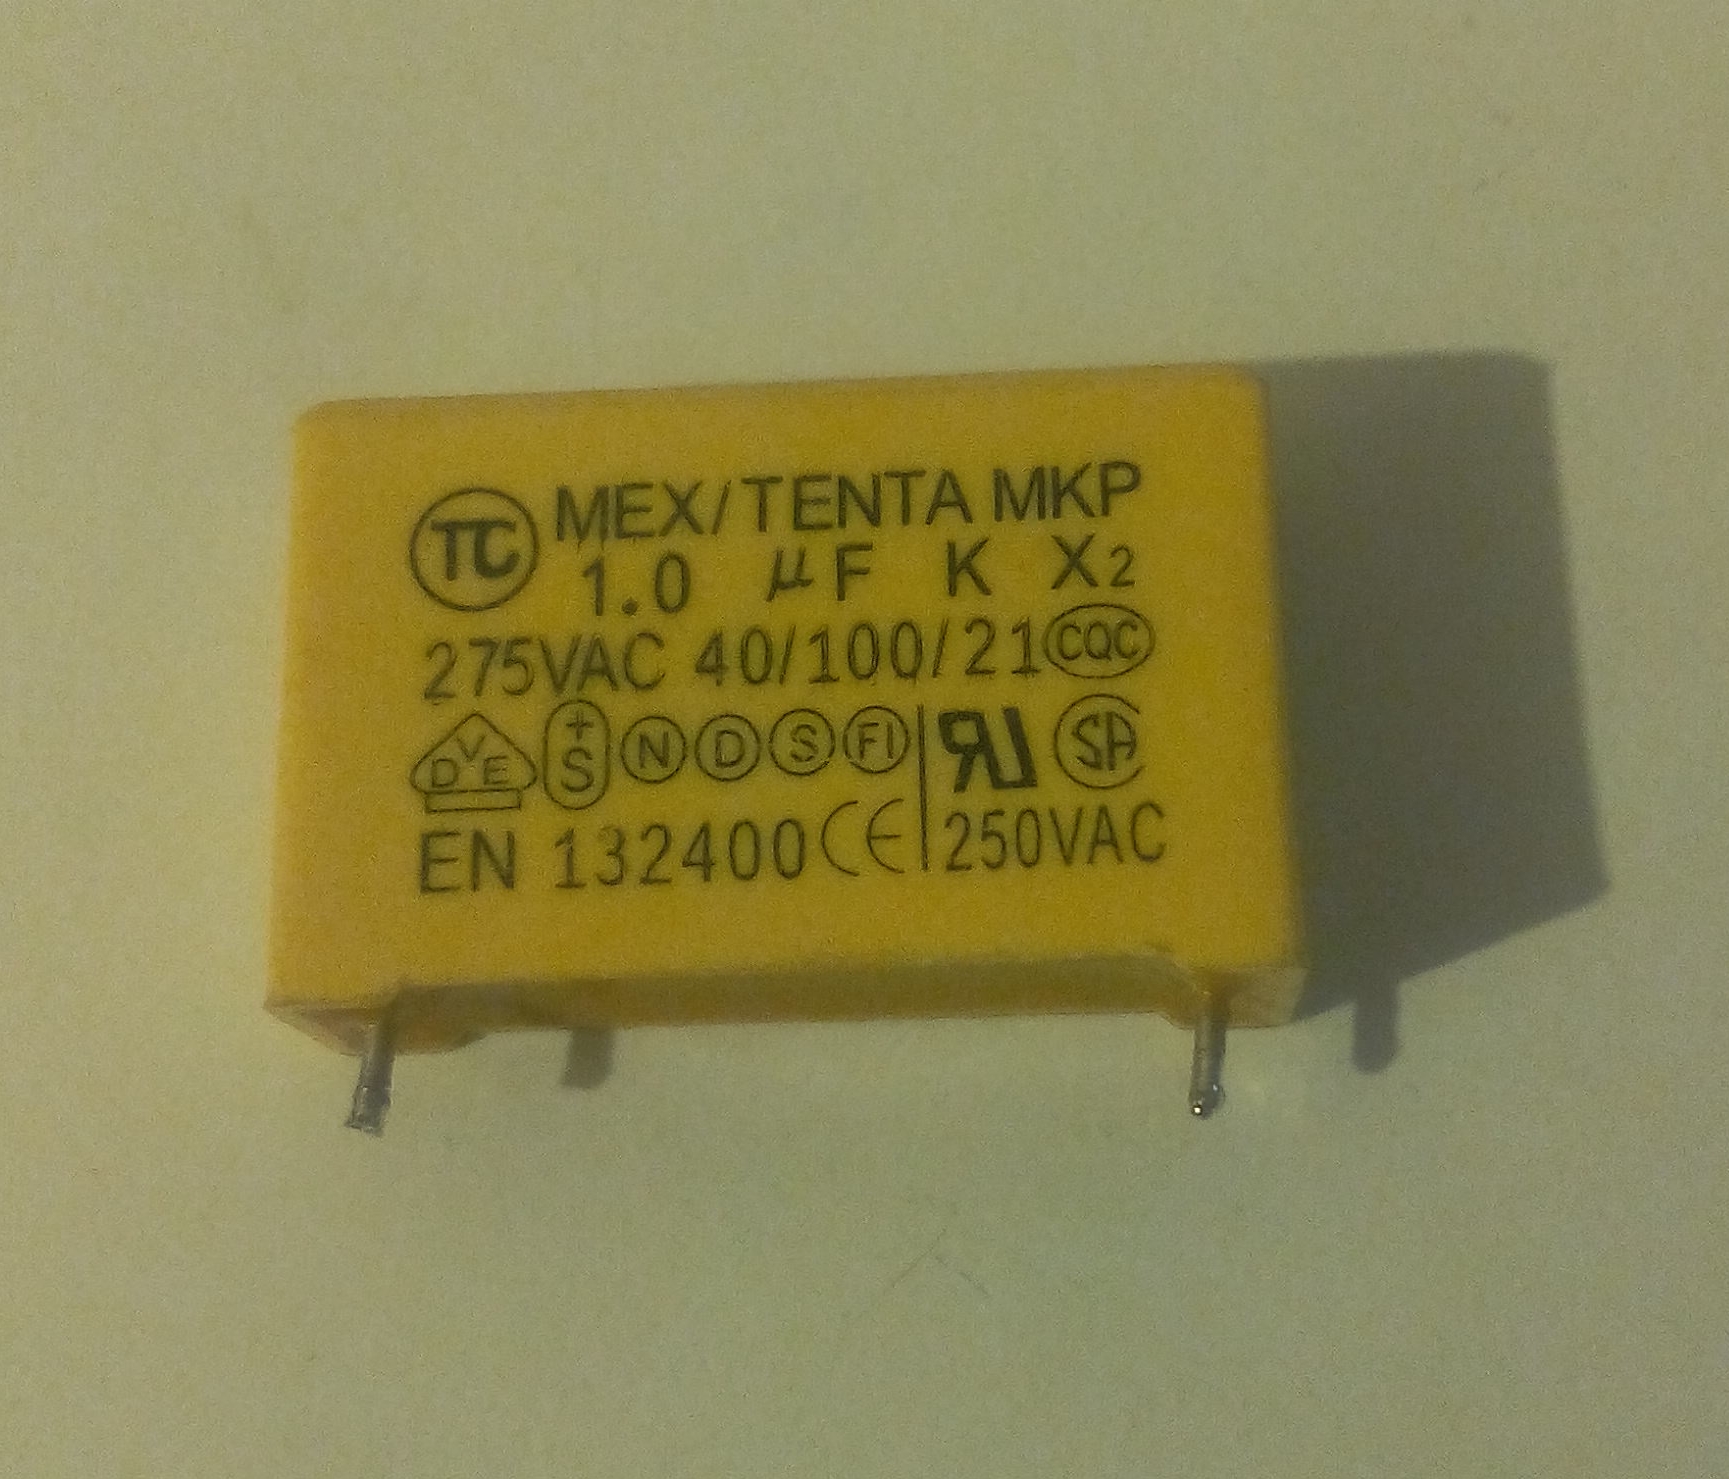 TC MEX/TENTA MKP
1.0 µF K X2
275VAC 40/100/21 CQC
DVE +S N D S FI RU SA
EN 132400 CE 250VAC